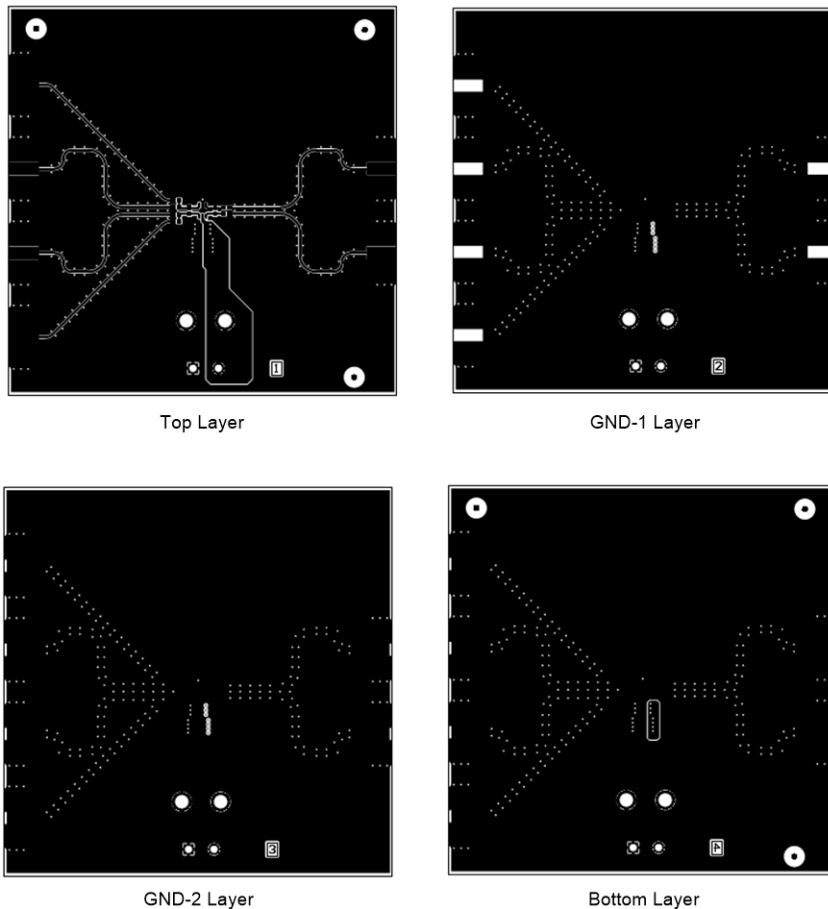 1
Top Layer
2
GND-1 Layer
3
GND-2 Layer
4
Bottom Layer